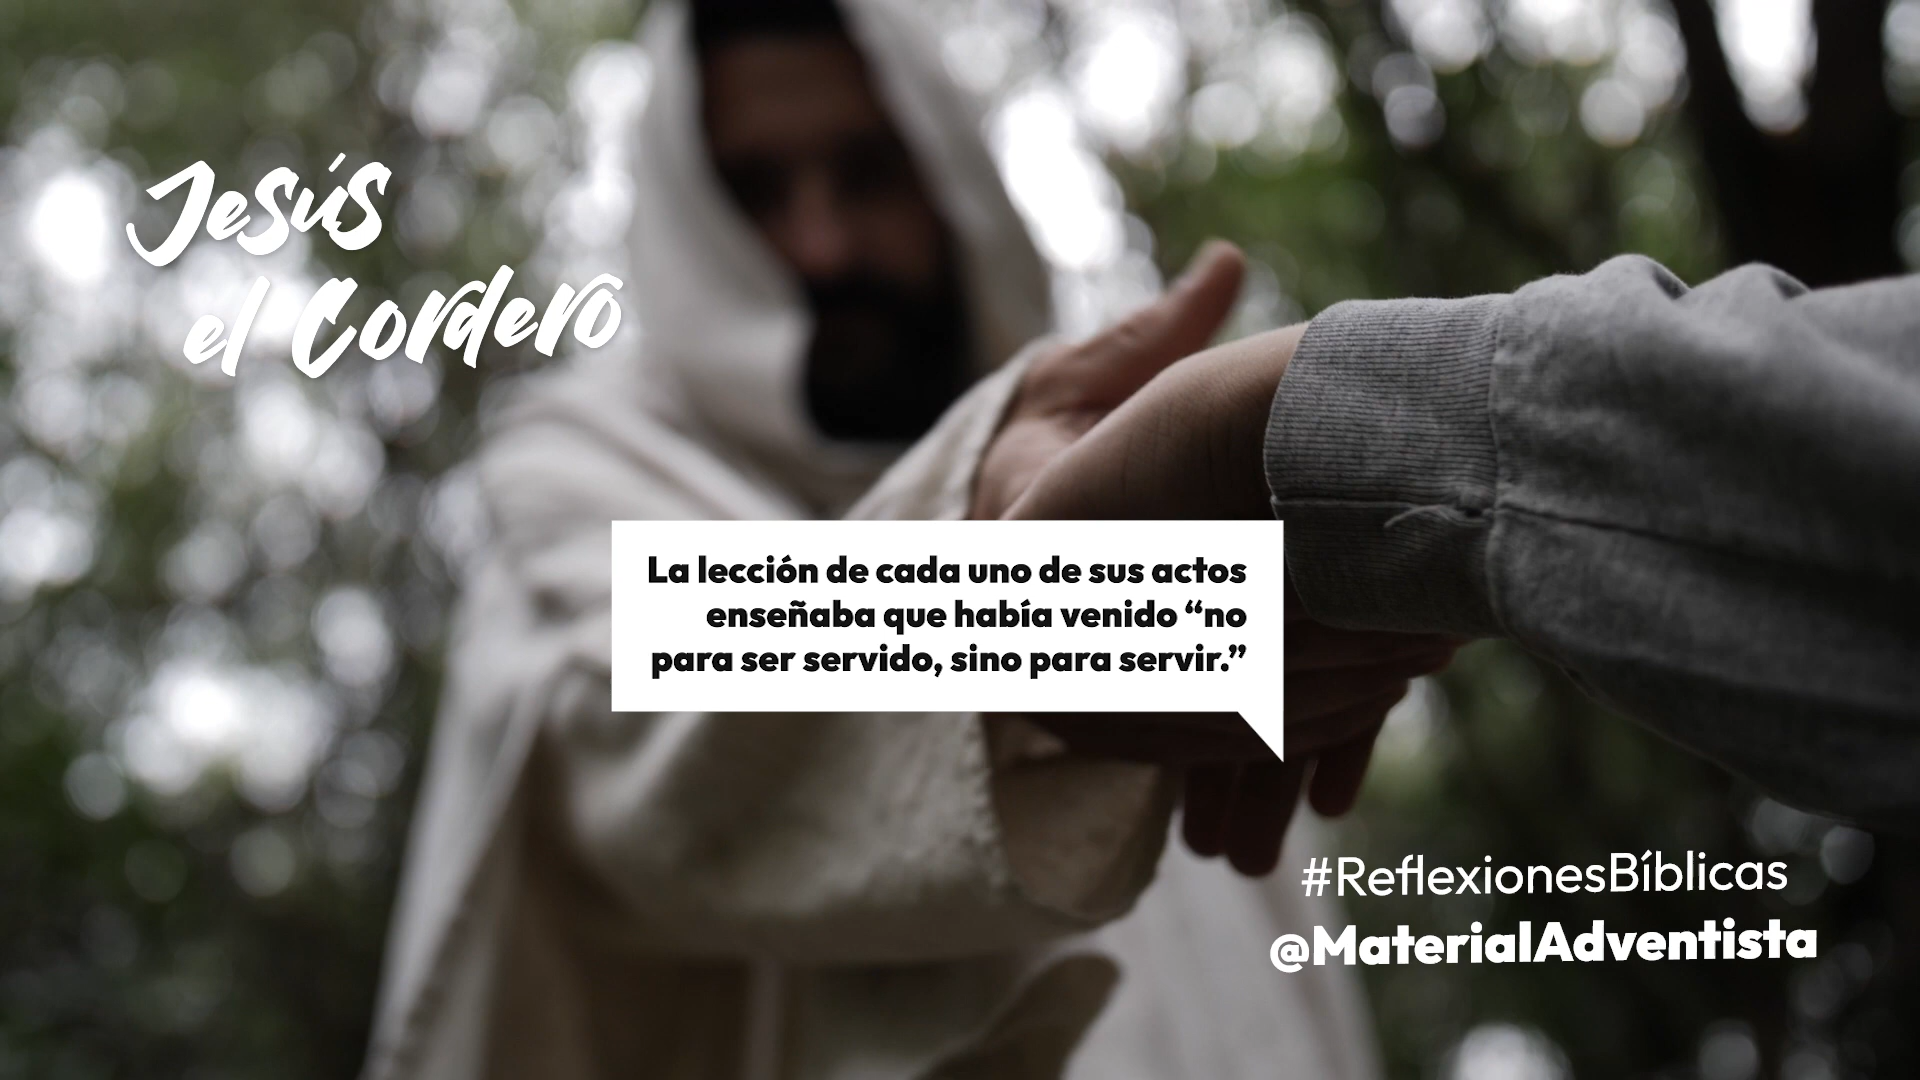 Jesús
el Cordero
La lección de cada uno de sus actos
enseñaba que había venido “no
para ser servido, sino para servir.”
#ReflexionesBíblicas
@MaterialAdventista